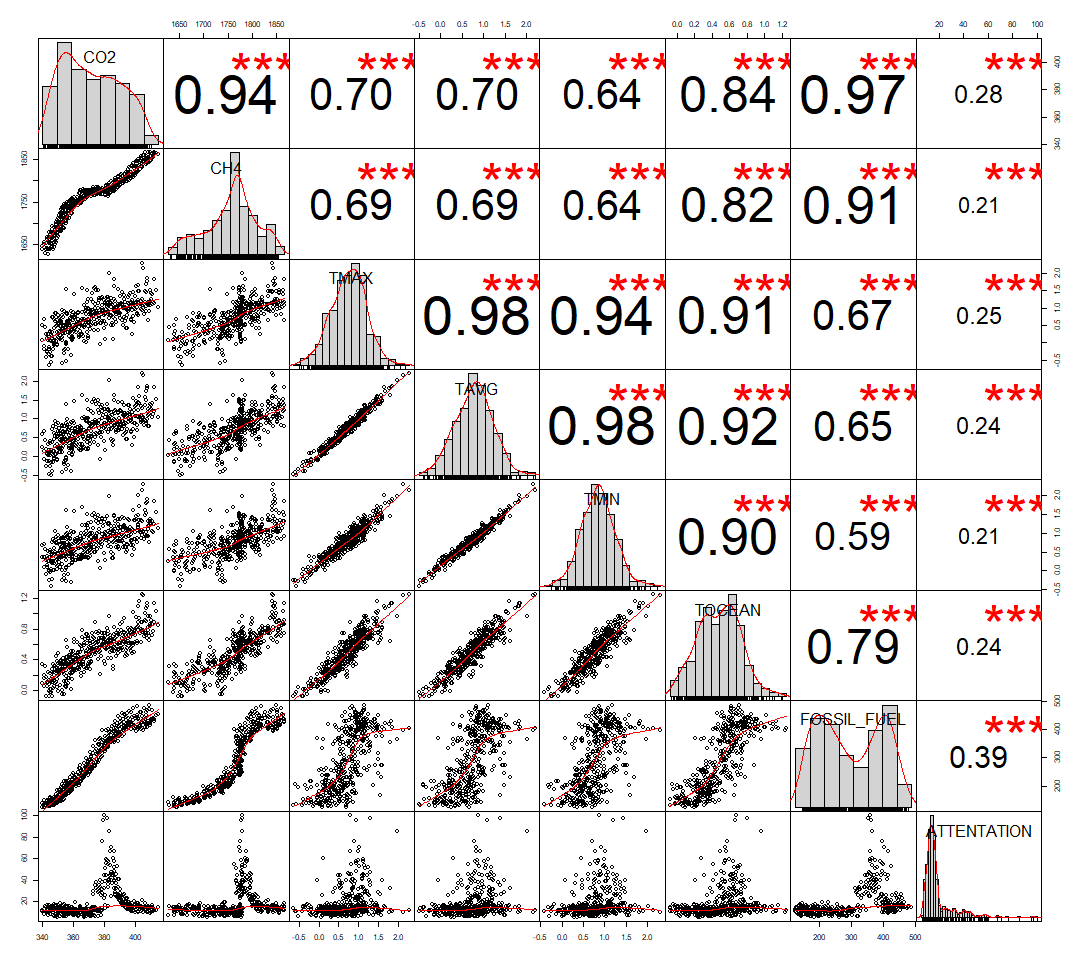 1650 1700 1750 1800 1850 -0.5 0.0 0.5 1.0 1.5 2.0 0.0 0.2 0.4 0.6 0.8 1.0 1.2 20 40 60 80 100
CO2 *** 0.94 *** 0.70 *** 0.70 *** 0.64 *** 0.84 *** 0.97 *** 0.28 340 360 380 400
1650 1750 1850 CH4 *** 0.69 *** 0.69 *** 0.64 *** 0.82 *** 0.91 *** 0.21
TMAX *** 0.98 *** 0.94 *** 0.91 *** 0.67 *** 0.25 -0.5 0.5 1.0 1.5 2.0
-0.5 0.0 0.5 1.0 1.5 2.0 TAVG *** 0.98 *** 0.92 *** 0.65 *** 0.24
TMIN *** 0.90 *** 0.59 *** 0.21 -0.5 0.0 0.5 1.0 1.5 2.0
0.0 0.4 0.8 1.2 TOCEAN *** 0.79 *** 0.24
FOSSIL_FUEL *** 0.39 200 300 400 500
20 40 60 80 100 ATTENTATION
340 360 380 400 -0.5 0.0 0.5 1.0 1.5 2.0 -0.5 0.0 0.5 1.0 1.5 2.0 200 300 400 500